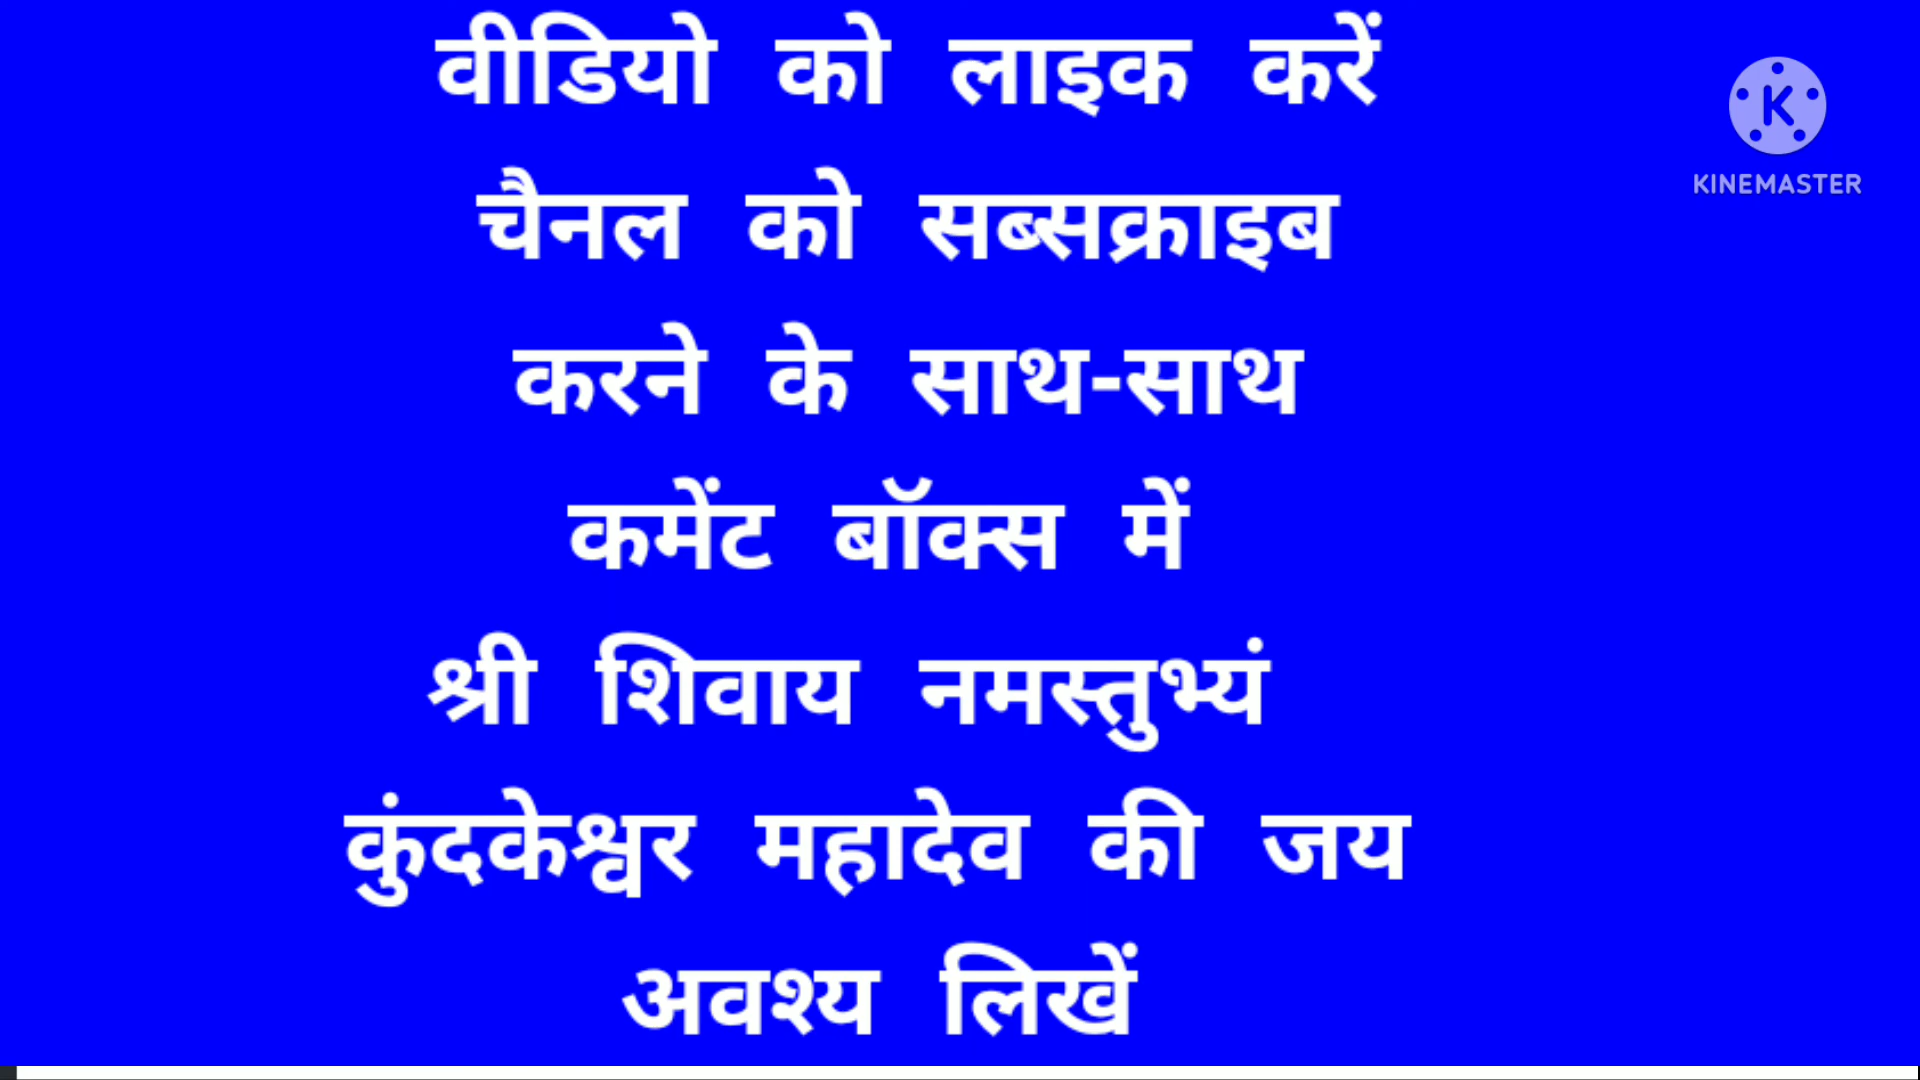 वीडियो को लाइक करें
KINEMASTER
चैनल को सब्सक्राइब
करने के साथ-साथ
कमेंट बॉक्स में
श्री शिवाय नमस्तुभ्यं
कुंदकेश्वर महादेव की जय
अवश्य लिखें